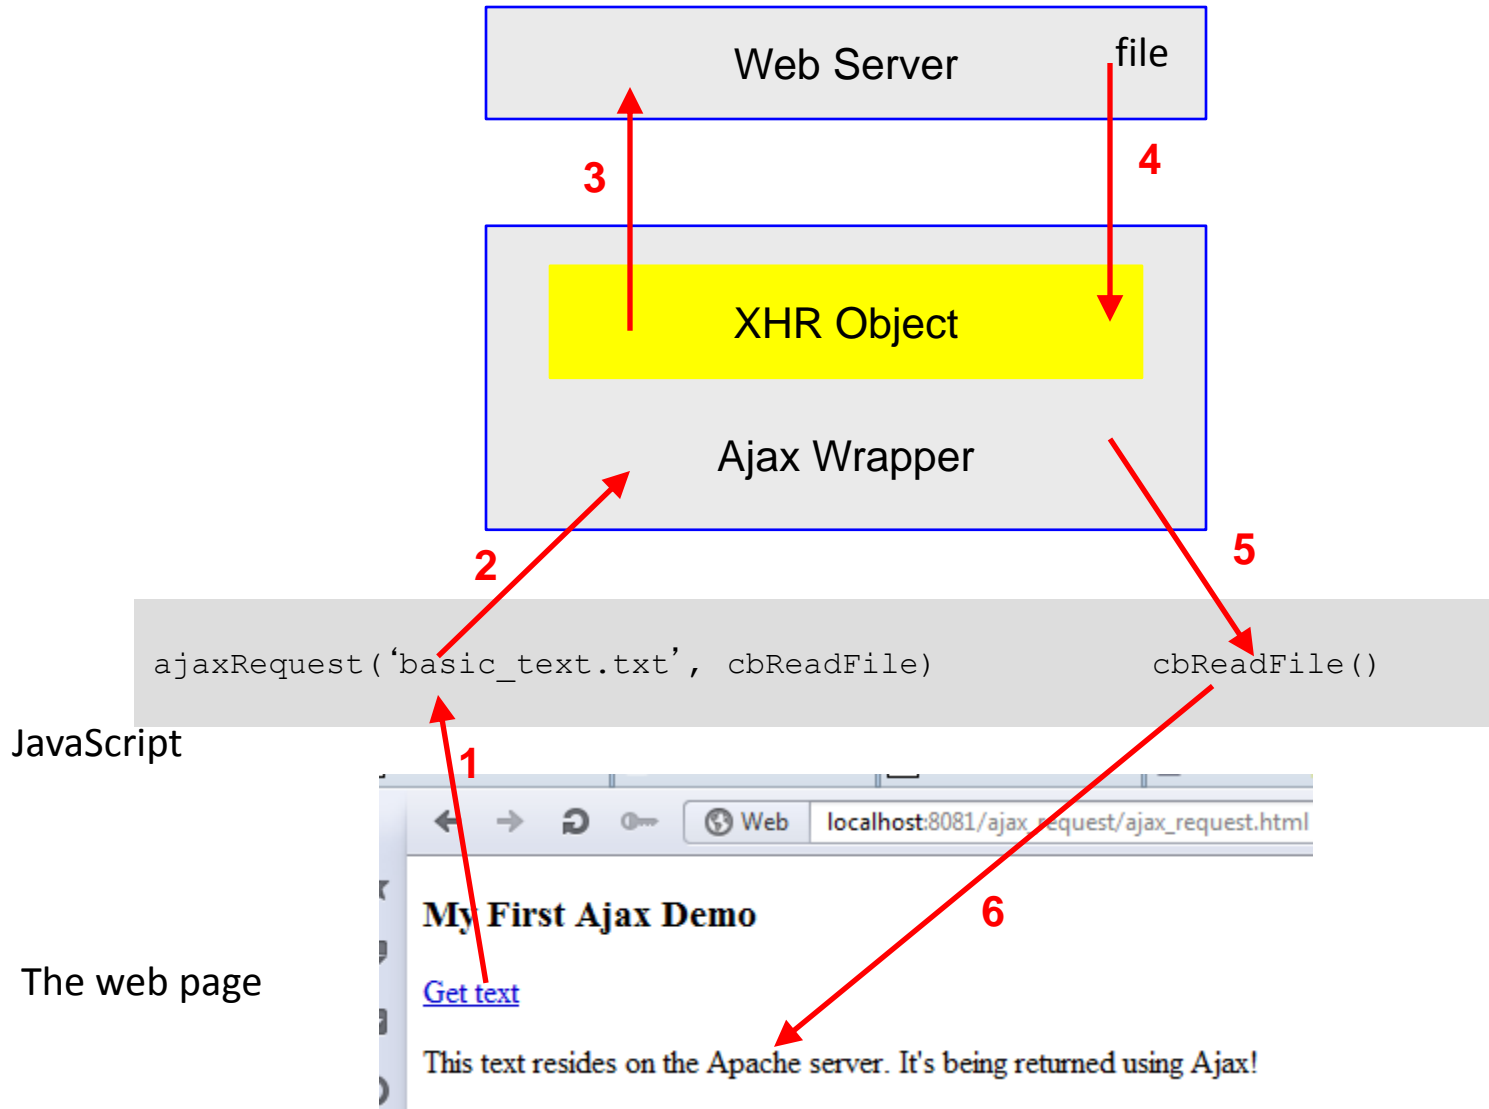 Web Server
file
3
4
XHR Object
Ajax Wrapper
2
5
ajaxRequest(‘basic_text.txt’, cbReadFile)
cbReadFile()
JavaScript
1
Web
localhost:8081/ajax_request/ajax_request.html
My First Ajax Demo
6
The web page
Get text
This text resides on the Apache server. It's being returned using Ajax!